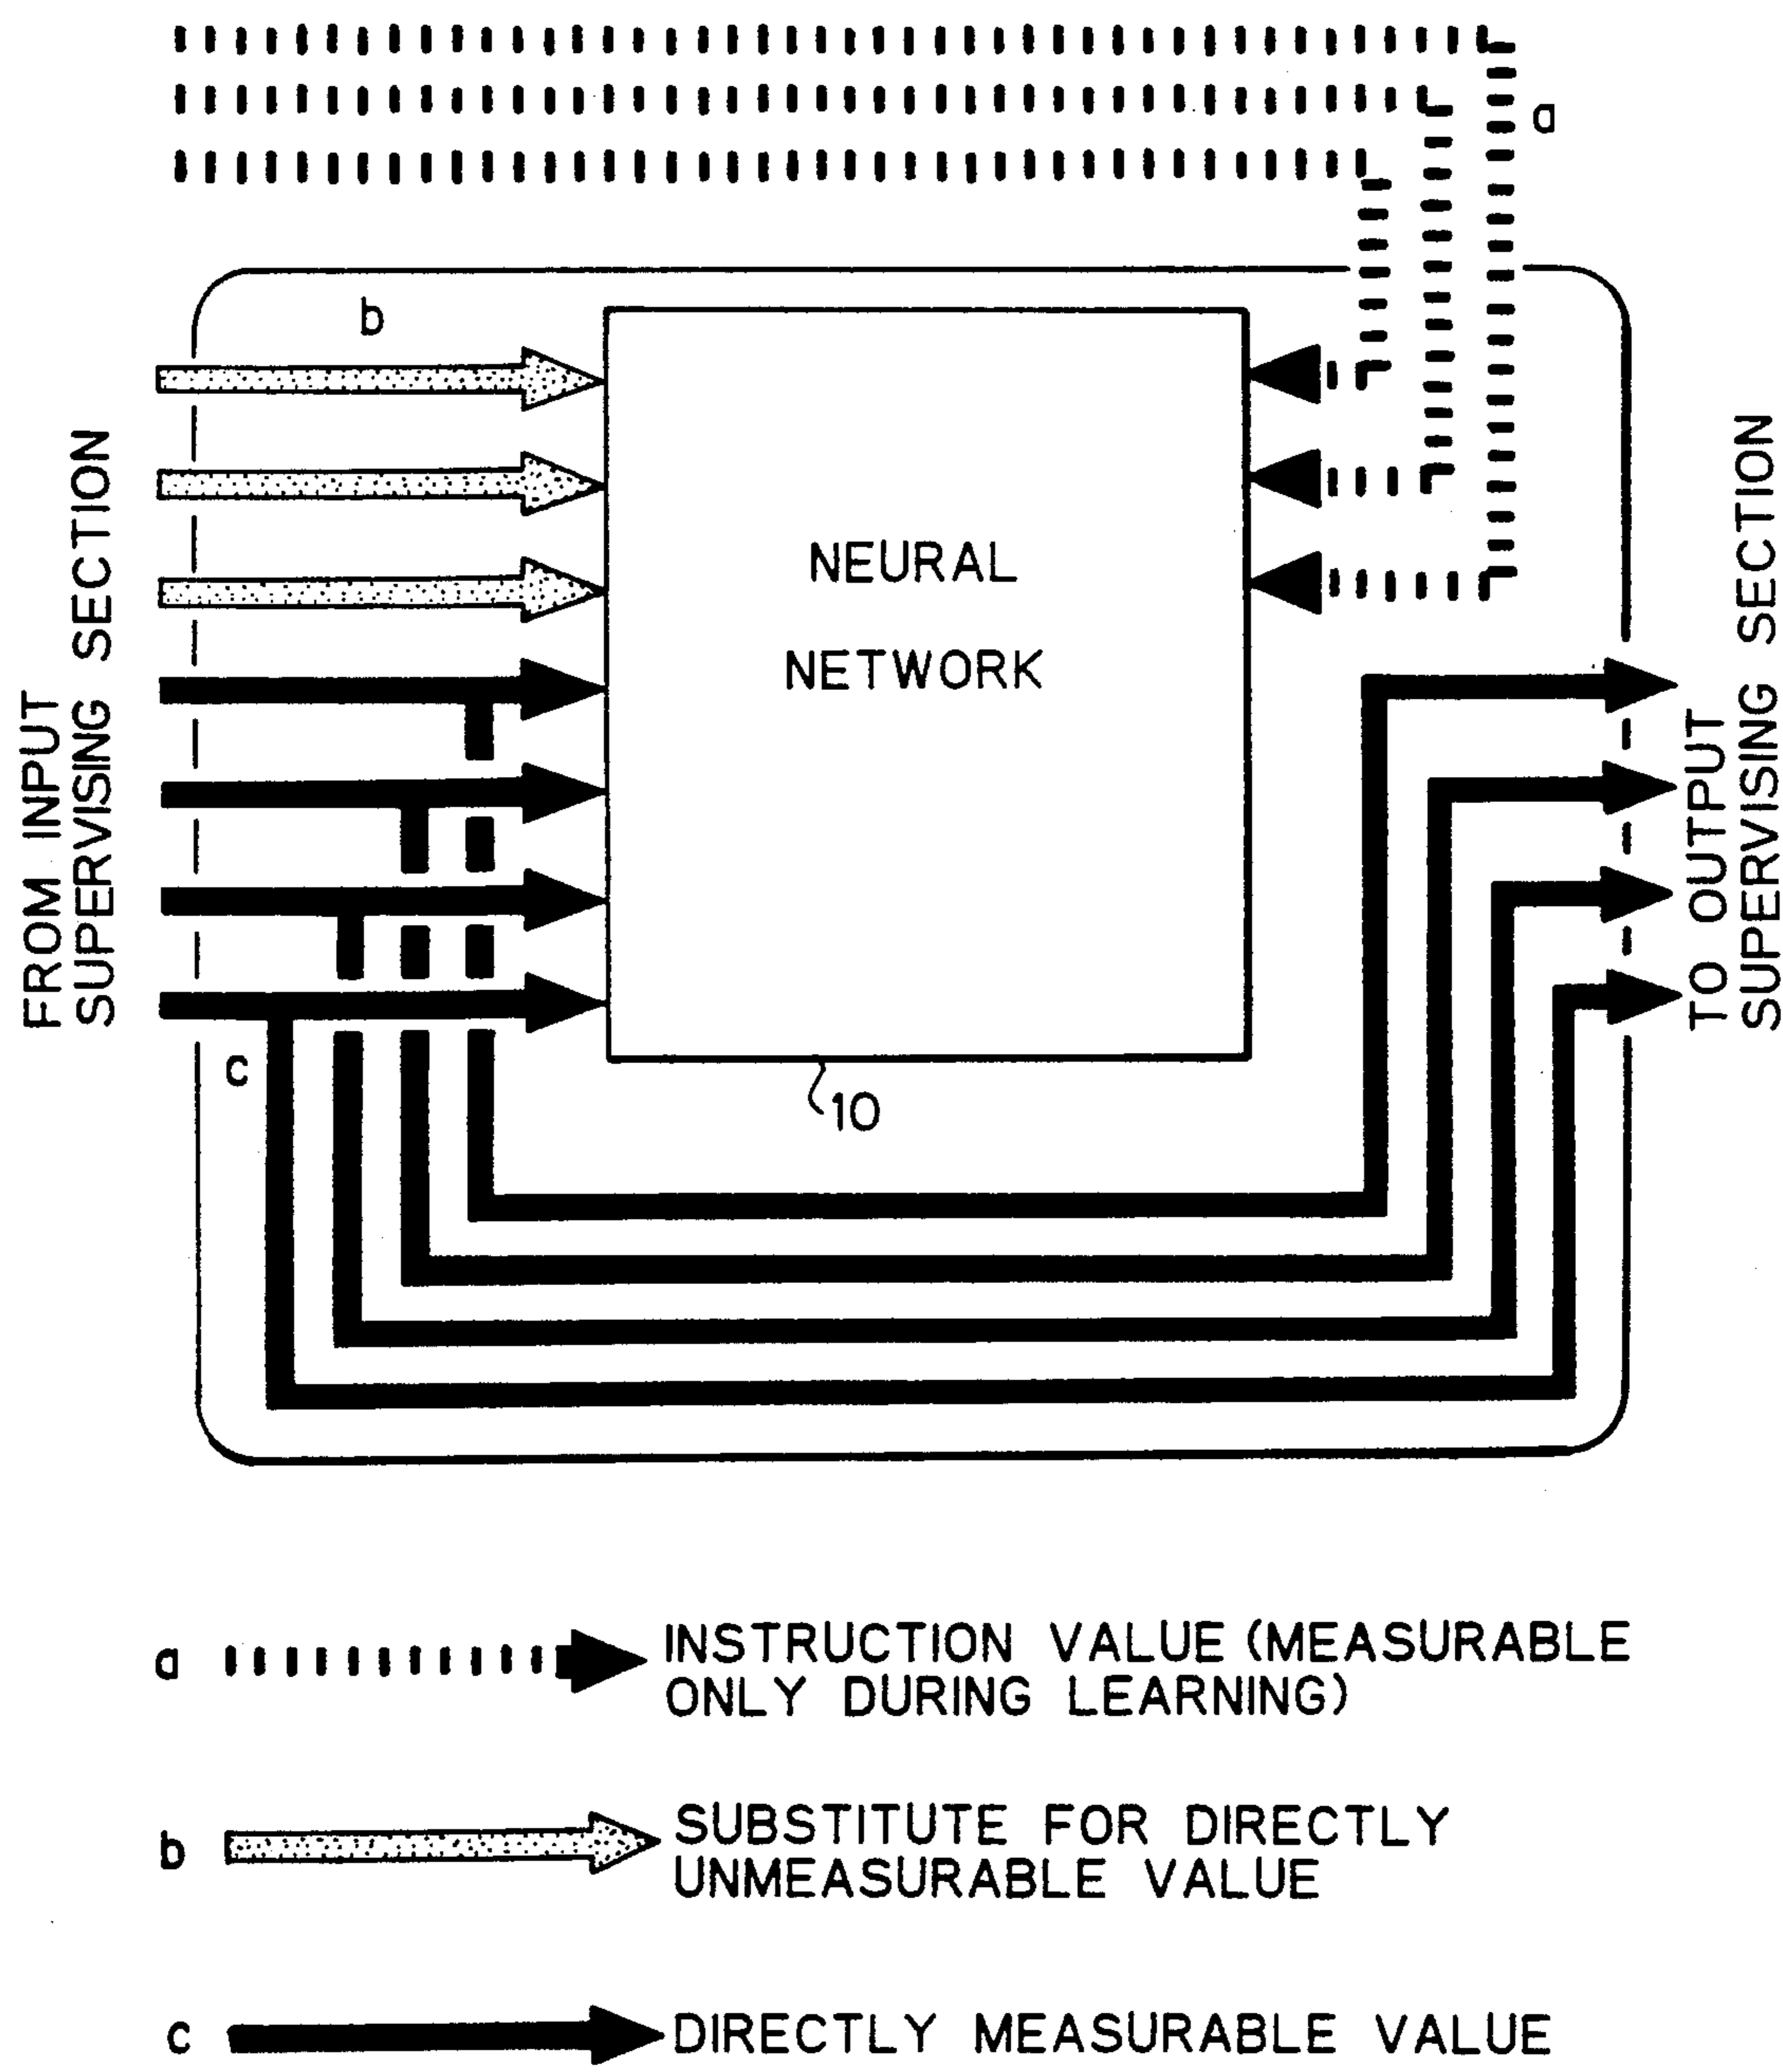 a
b
FROM INPUT
SUPERVISING SECTION
NEURAL
NETWORK
TO OUTPUT
SUPERVISING SECTION
c
10
a INSTRUCTION VALUE (MEASURABLE
ONLY DURING LEARNING)
b SUBSTITUTE FOR DIRECTLY
UNMEASURABLE VALUE
c DIRECTLY MEASURABLE VALUE